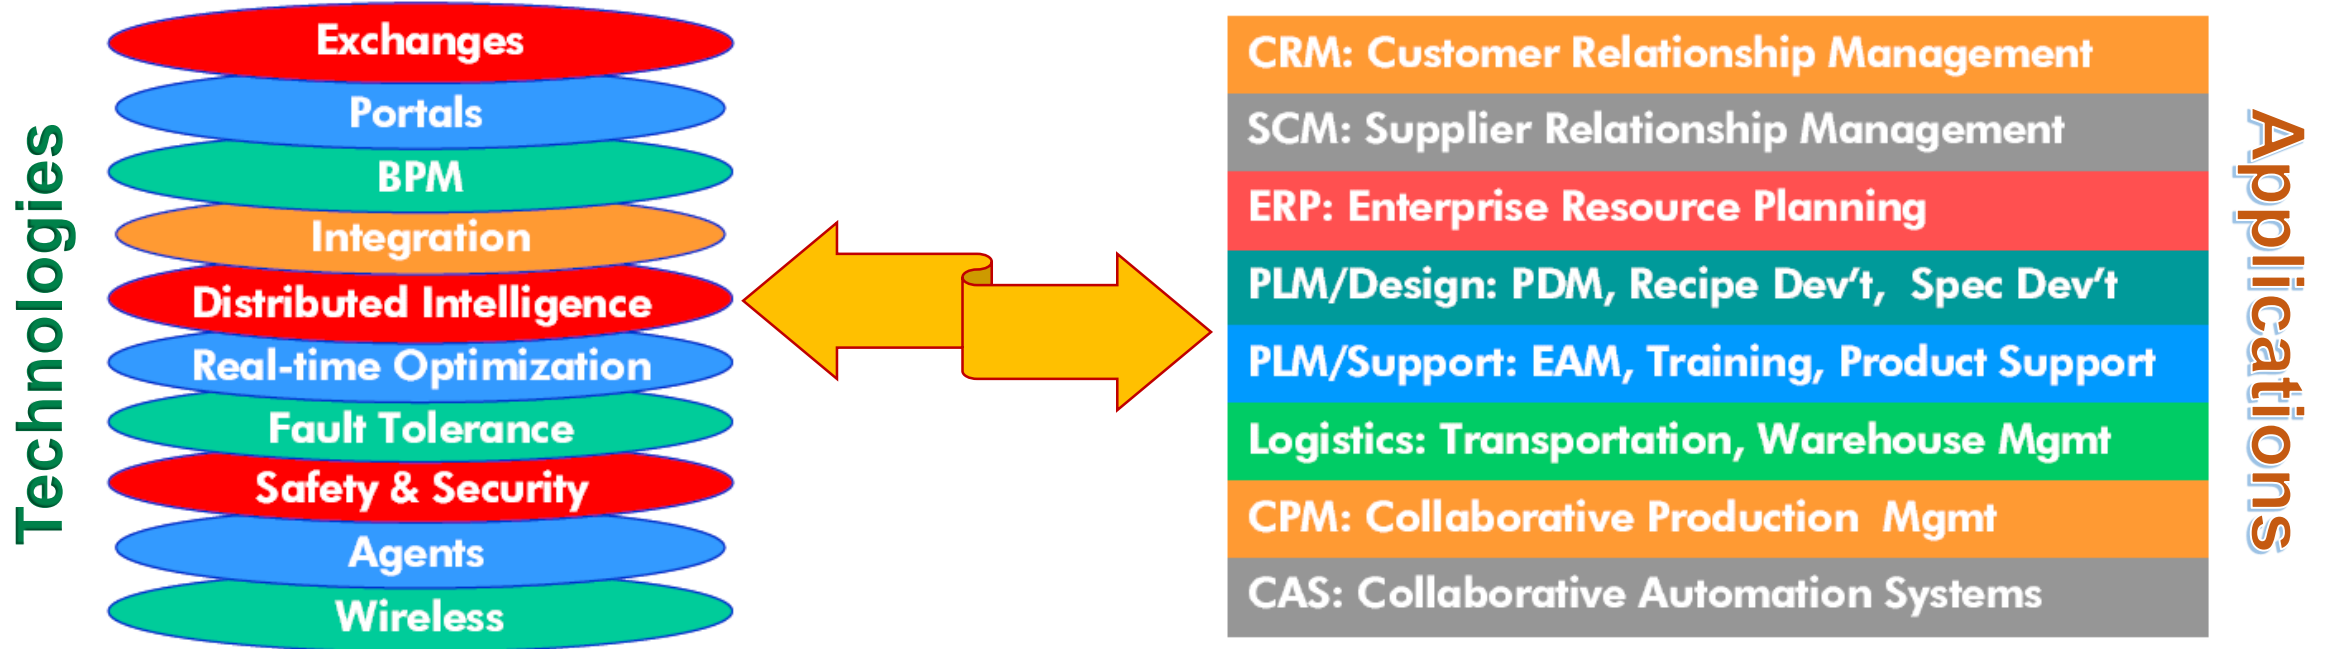 Technologies
Exchanges
Portals
BPM
Integration
Distributed Intelligence
Real-time Optimization
Fault Tolerance
Safety & Security
Agents
Wireless
CRM: Customer Relationship Management
SCM: Supplier Relationship Management
ERP: Enterprise Resource Planning
PLM/Design: PDM, Recipe Dev’t,  Spec Dev’t
PLM/Support: EAM, Training, Product Support
Logistics: Transportation, Warehouse Mgmt
CPM: Collaborative Production  Mgmt
CAS: Collaborative Automation Systems
Applications